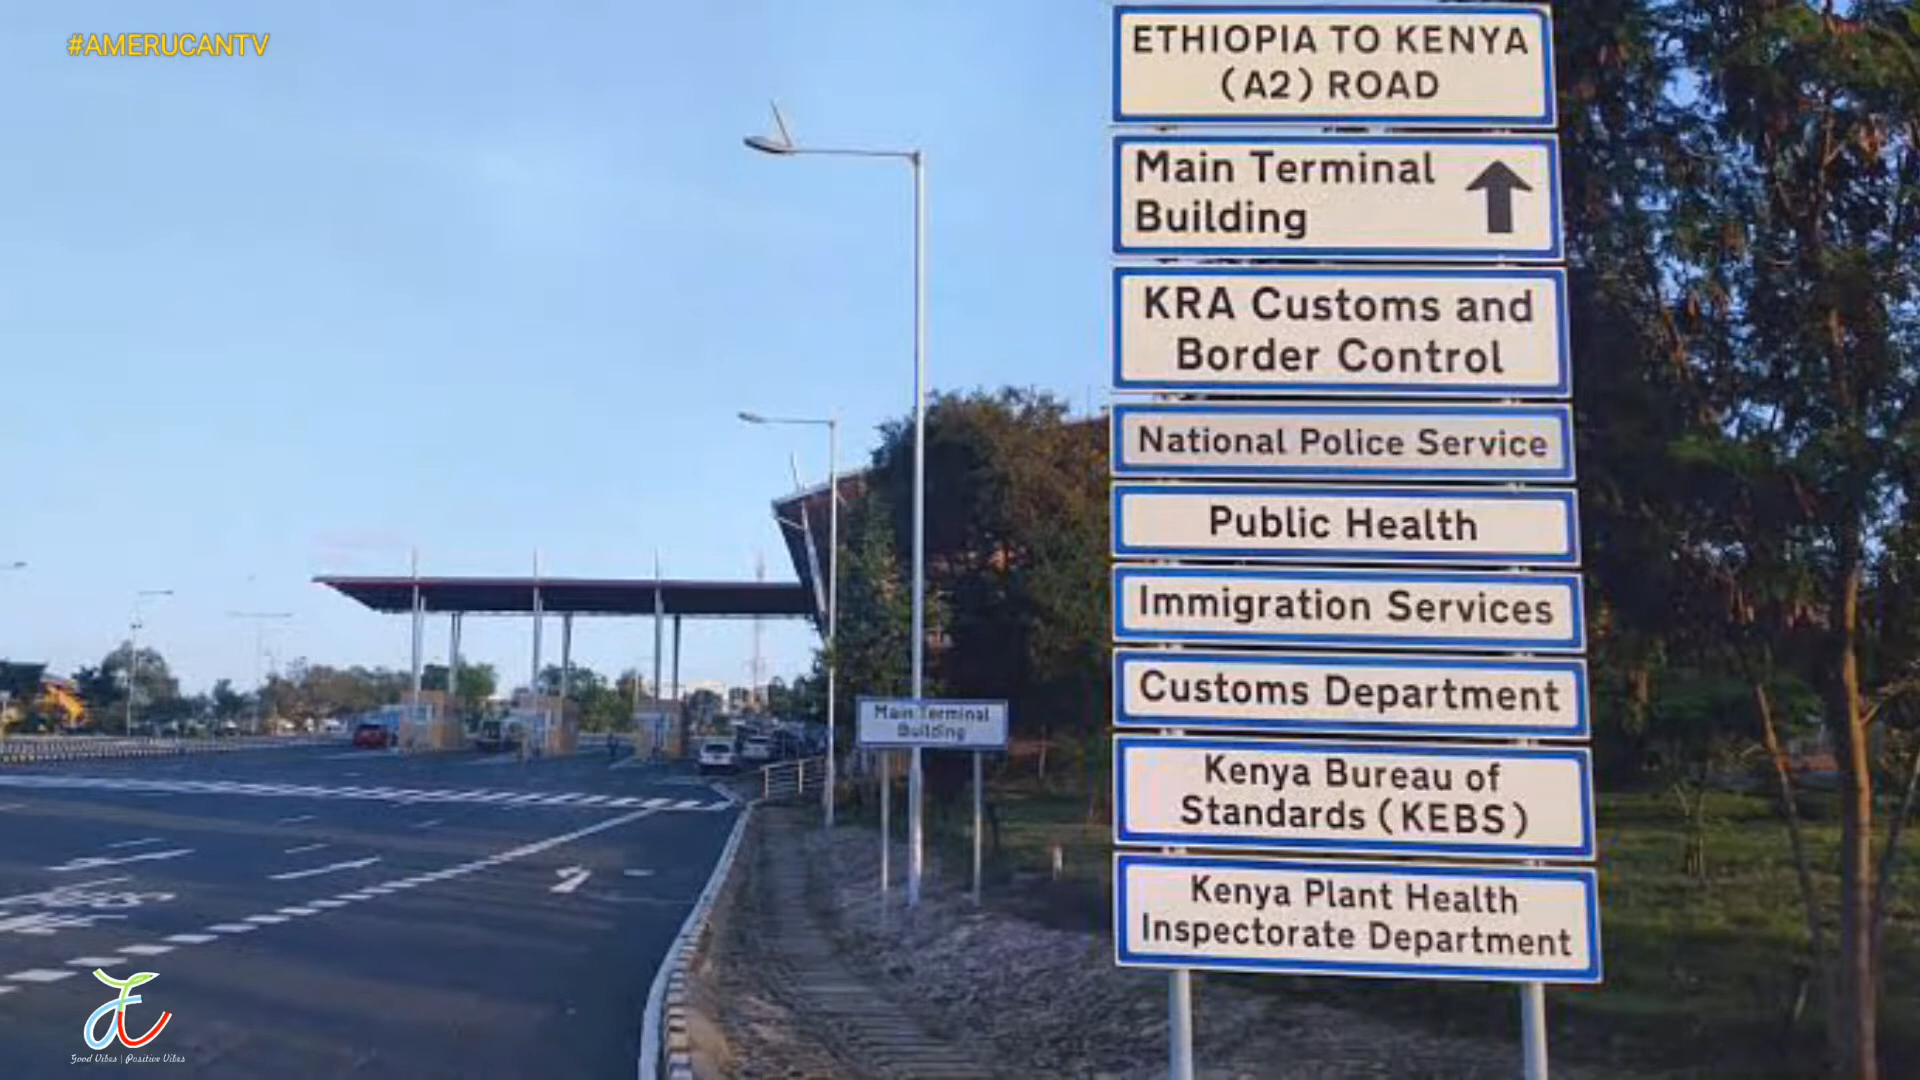 #AMERUCANTV
ETHIOPIA TO KENYA
(A2) ROAD
Main Terminal
Building
KRA Customs and
Border Control
National Police Service
Public Health
Immigration Services
Customs Department
Kenya Bureau of
Standards (KEBS)
Kenya Plant Health
Inspectorate Department
Main Terminal
Building
Good Vibes | Positive Vibes